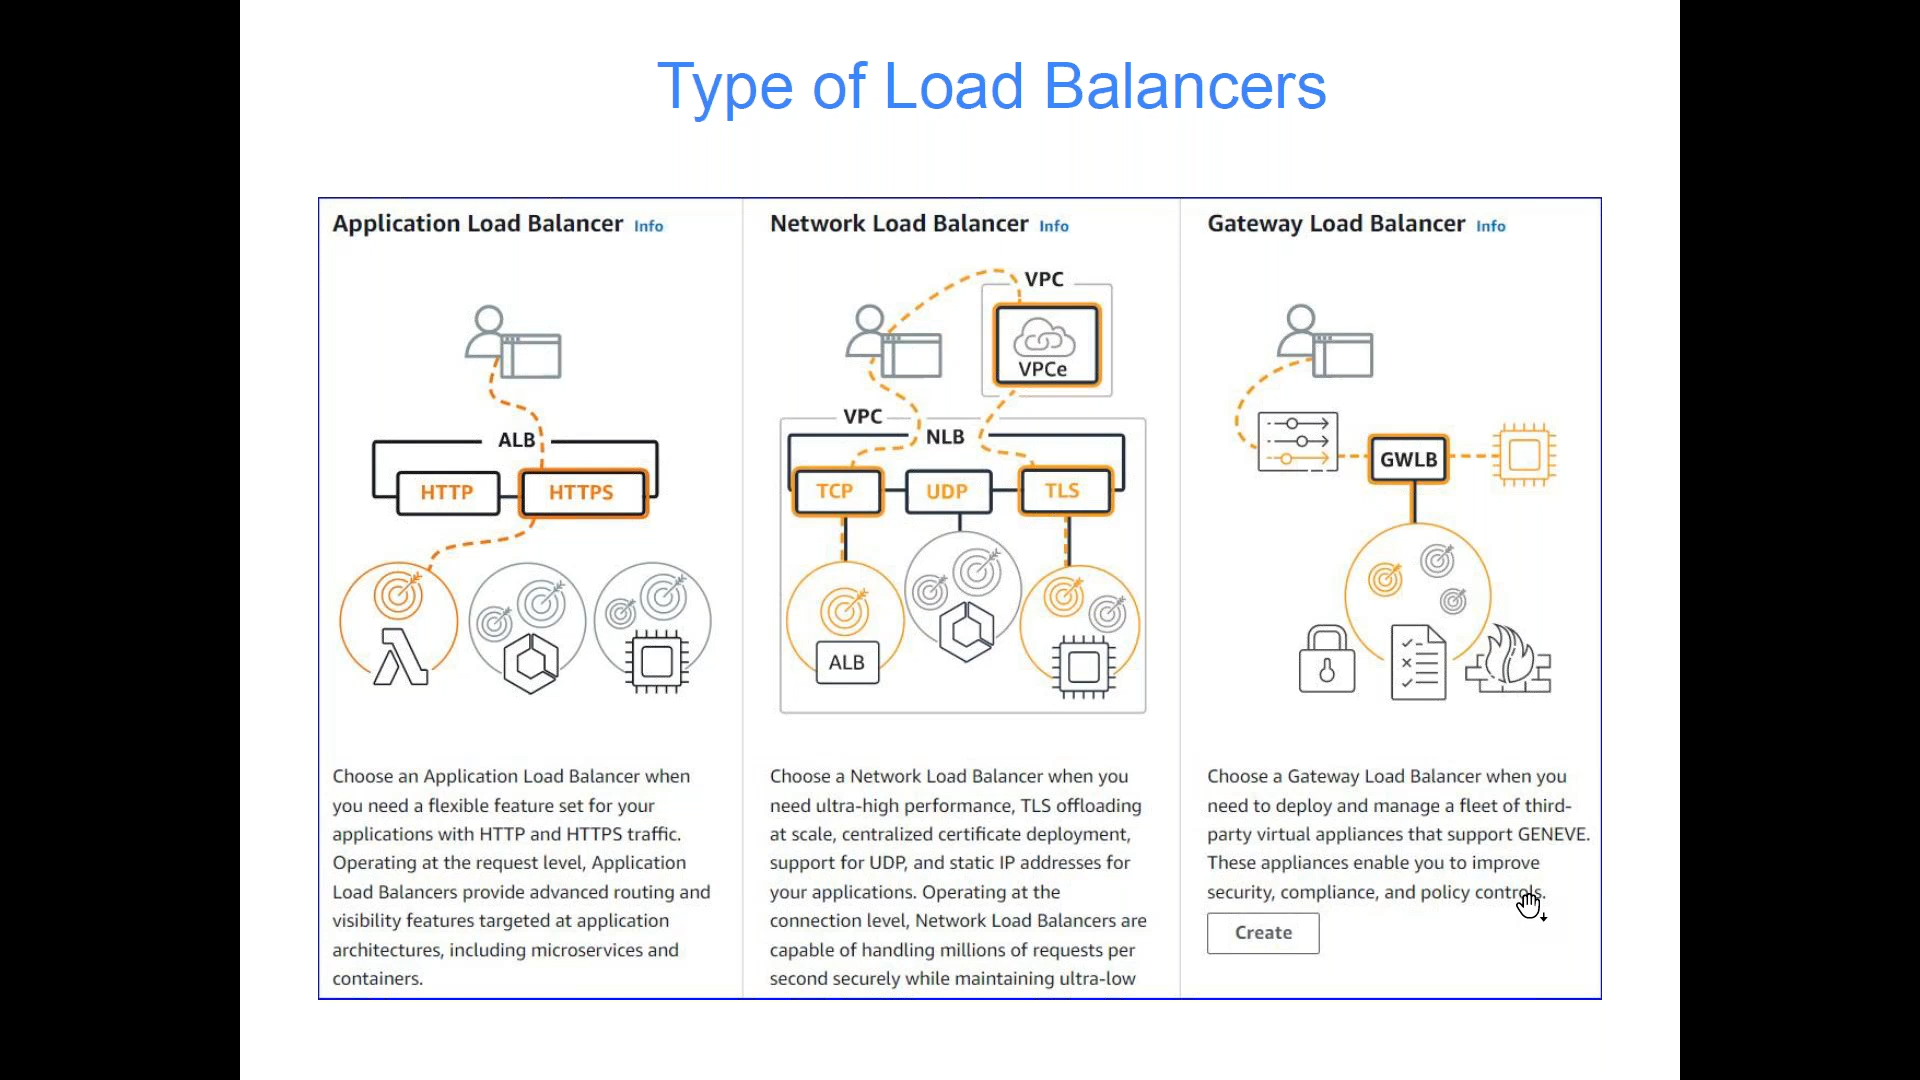 Type of Load Balancers
Application Load Balancer Info
ALB
HTTP
HTTPS
Choose an Application Load Balancer when
you need a flexible feature set for your
applications with HTTP and HTTPS traffic.
Operating at the request level, Application
Load Balancers provide advanced routing and
visibility features targeted at application
architectures, including microservices and
containers.
Network Load Balancer Info
VPC
VPCe
VPC
NLB
TCP
UDP
TLS
ALB
Choose a Network Load Balancer when you
need ultra-high performance, TLS offloading
at scale, centralized certificate deployment,
support for UDP, and static IP addresses for
your applications. Operating at the
connection level, Network Load Balancers are
capable of handling millions of requests per
second securely while maintaining ultra-low
Gateway Load Balancer Info
GWLB
Choose a Gateway Load Balancer when you
need to deploy and manage a fleet of third-
party virtual appliances that support GENEVE.
These appliances enable you to improve
security, compliance, and policy controls.
Create